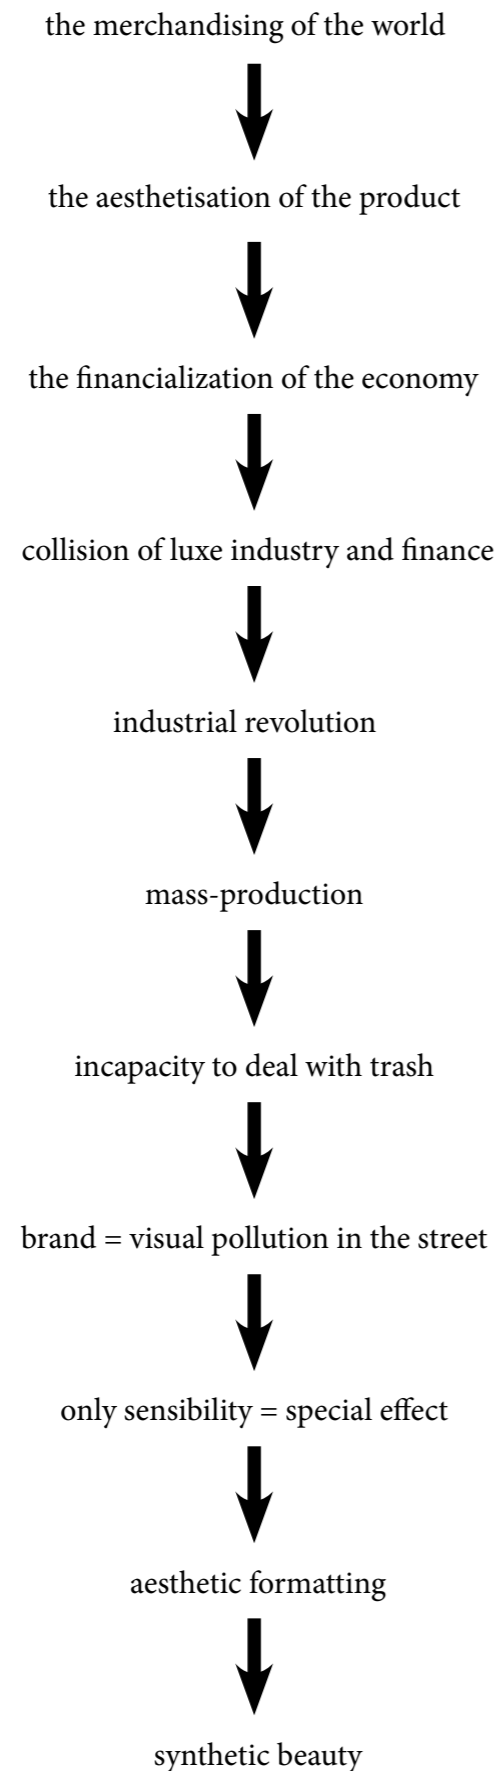 the merchandising of the world
the aesthetisation of the product
the financialization of the economy
collision of luxe industry and finance
industrial revolution
mass-production
incapacity to deal with trash
brand = visual pollution in the street
only sensibility = special effect
aesthetic formatting
synthetic beauty